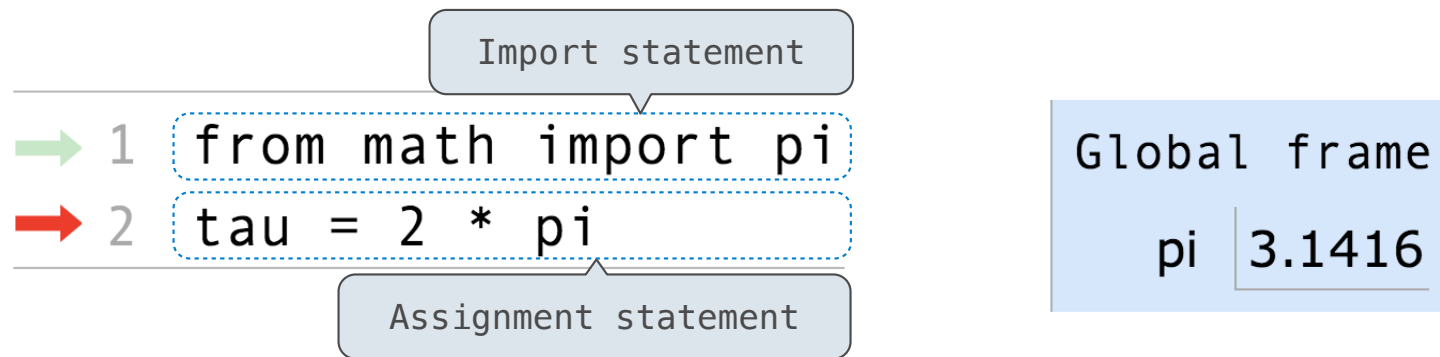 Import statement
1 from math import pi
2 tau = 2 * pi
Assignment statement
Global frame
pi 3.1416